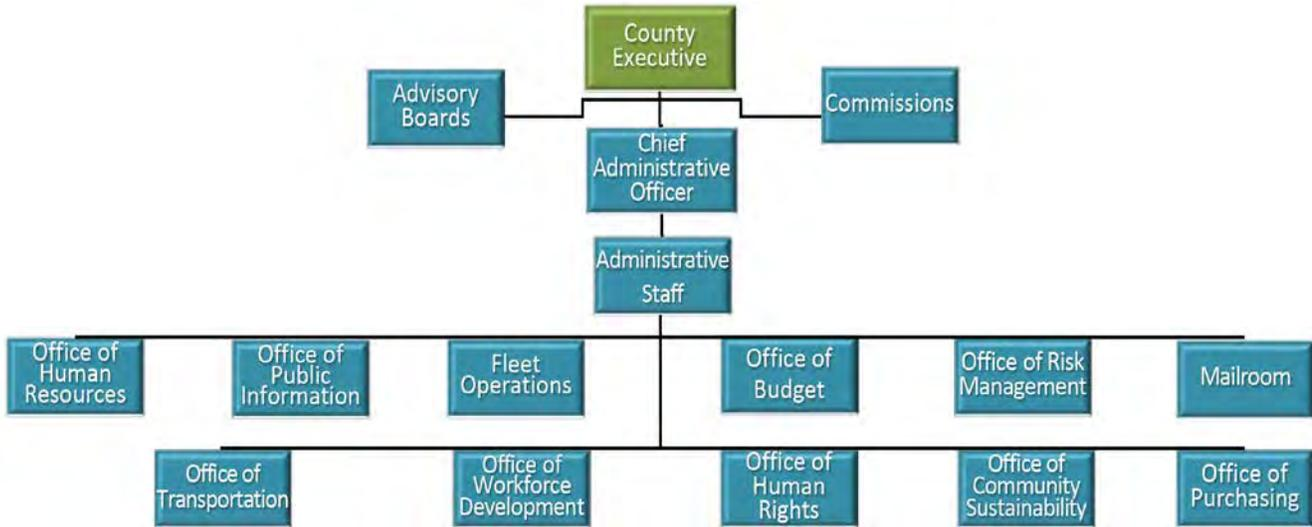 County
Executive
Advisory
Boards
Commissions
Chief
Administrative
Officer
Administrative
Staff
Office of
Human
Resources
Office of
Public
Information
Fleet
Operations
Office of
Budget
Office of Risk
Management
Mailroom
Office of
Transportation
Office of
Workforce
Development
Office of
Human
Rights
Office of
Community
Sustainability
Office of
Purchasing